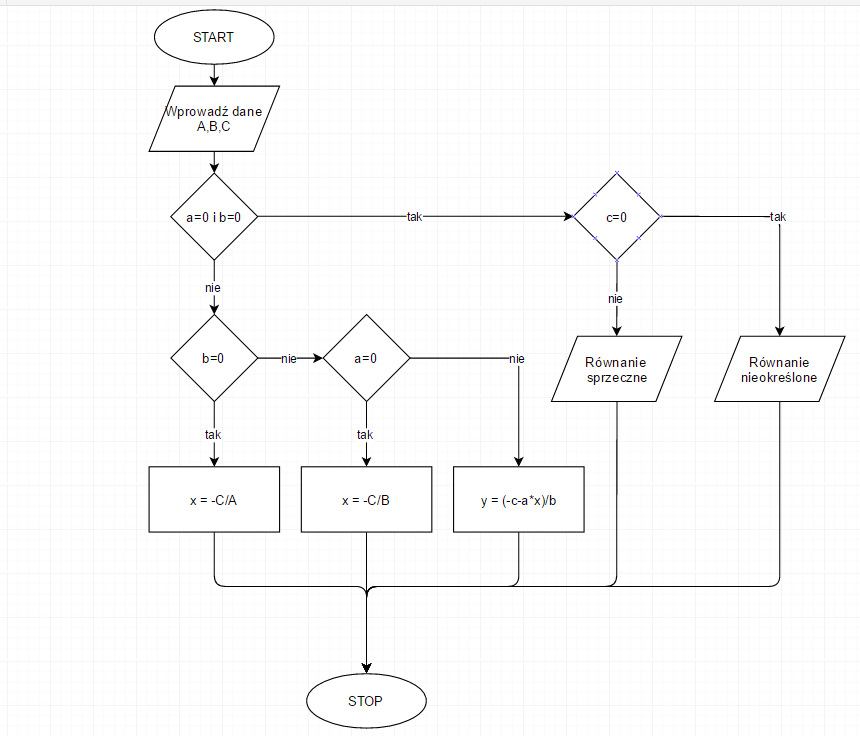 START
Wprowadź dane
A,B,C
a=0 i b=0
tak
c=0
tak
nie
nie
b=0
nie
a=0
nie
Równanie
sprzeczne
Równanie
nieokreślone
tak
tak
x = -C/A
x = -C/B
y = (-c-a*x)/b
STOP